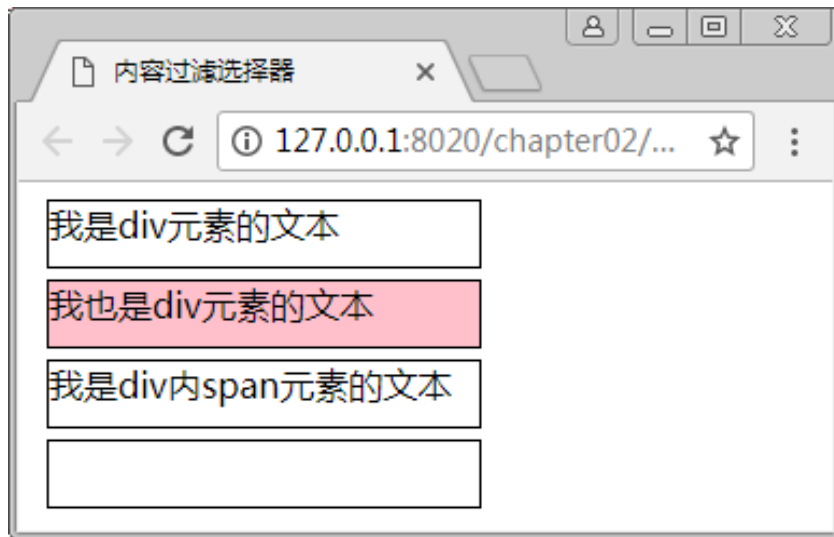 内容过滤选择器
127.0.0.1:8020/chapter02/...
我是div元素的文本
我也是div元素的文本
我是div内span元素的文本